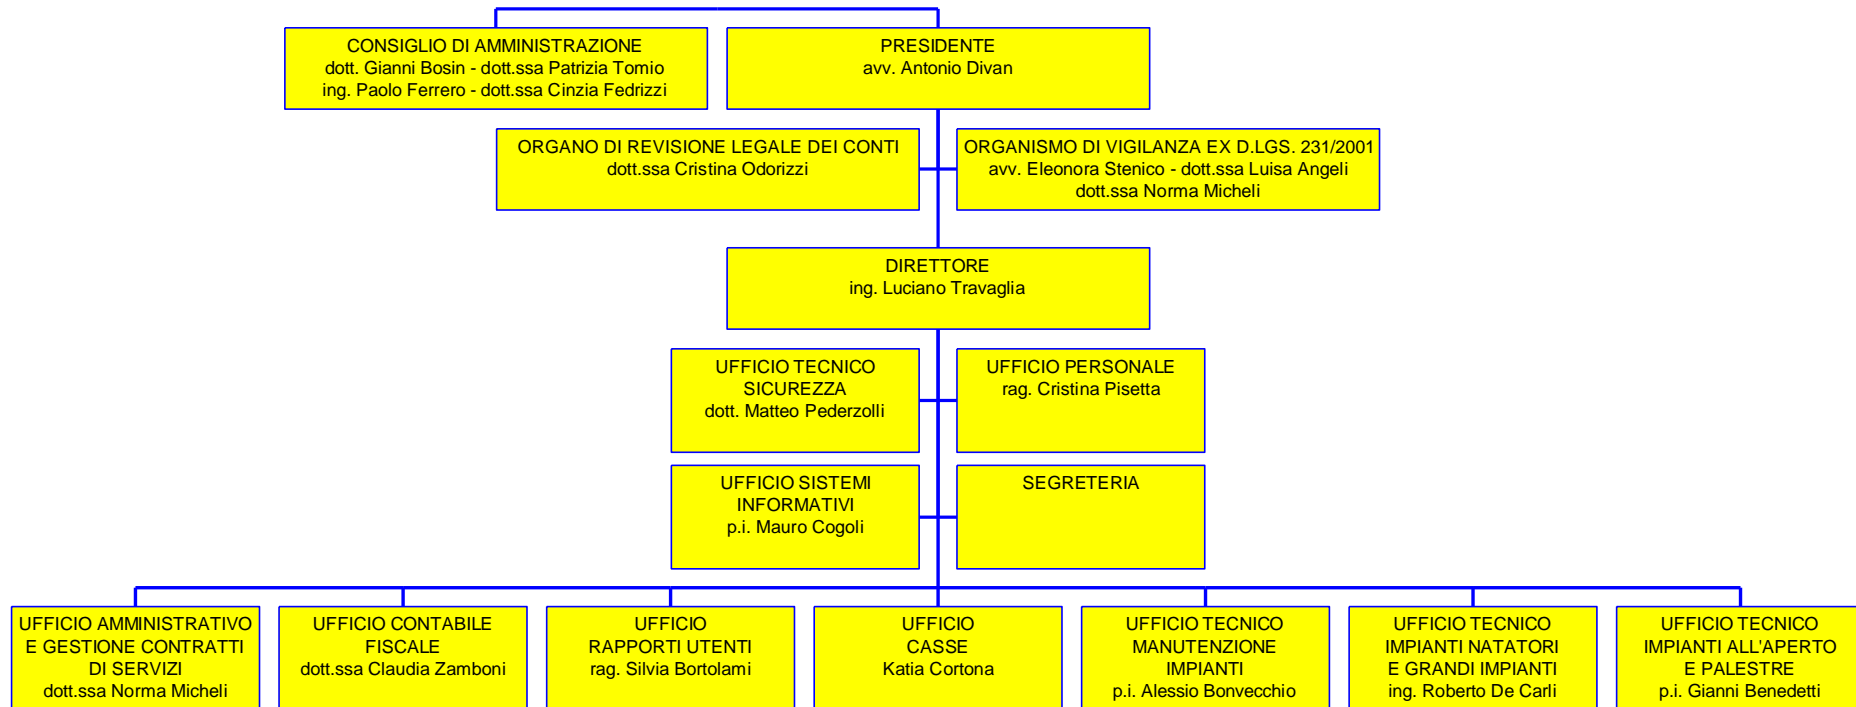 CONSIGLIO DI AMMINISTRAZIONE
dott. Gianni Bosin - dott.ssa Patrizia Tomio
ing. Paolo Ferrero - dott.ssa Cinzia Fedrizzi
PRESIDENTE
avv. Antonio Divan
ORGANO DI REVISIONE LEGALE DEI CONTI
dott.ssa Cristina Odorizzi
ORGANISMO DI VIGILANZA EX D.LGS. 231/2001
avv. Eleonora Stenico - dott.ssa Luisa Angeli
dott.ssa Norma Micheli
DIRETTORE
ing. Luciano Travaglia
UFFICIO TECNICO
SICUREZZA
dott. Matteo Pederzolli
UFFICIO PERSONALE
rag. Cristina Pisetta
UFFICIO SISTEMI
INFORMATIVI
p.i. Mauro Cogoli
SEGRETERIA
UFFICIO AMMINISTRATIVO
E GESTIONE CONTRATTI
DI SERVIZI
dott.ssa Norma Micheli
UFFICIO CONTABILE
FISCALE
dott.ssa Claudia Zamboni
UFFICIO
RAPPORTI UTENTI
rag. Silvia Bortolami
UFFICIO
CASSE
Katia Cortona
UFFICIO TECNICO
MANUTENZIONE
IMPIANTI
p.i. Alessio Bonvecchio
UFFICIO TECNICO
IMPIANTI NATATORI
E GRANDI IMPIANTI
ing. Roberto De Carli
UFFICIO TECNICO
IMPIANTI ALL'APERTO
E PALESTRE
p.i. Gianni Benedetti